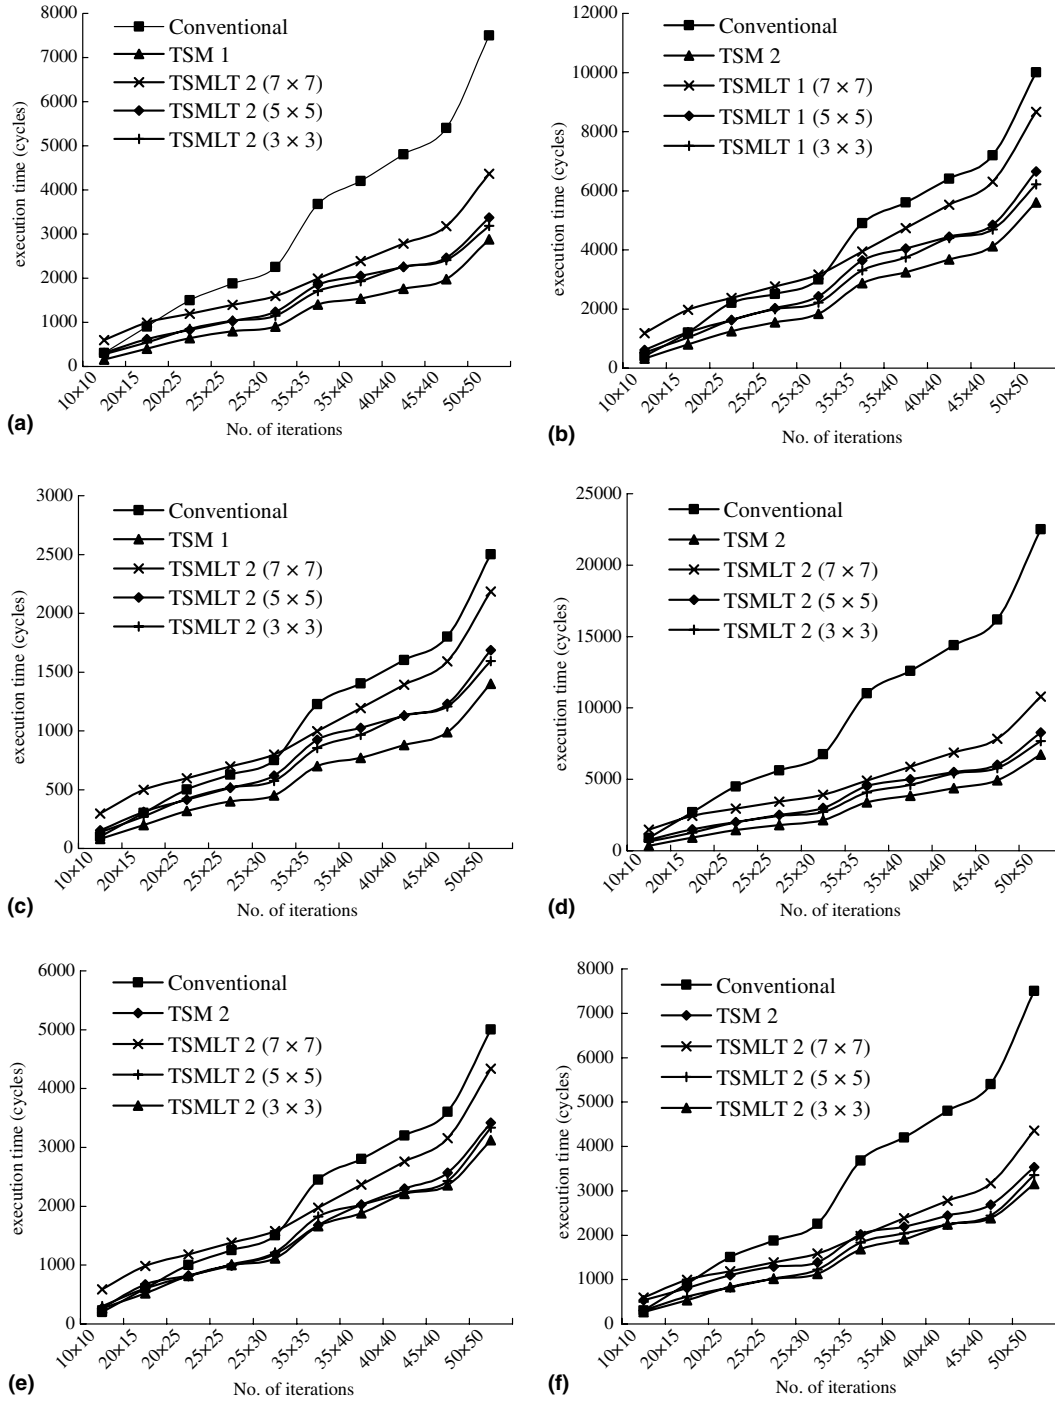 8000
7000
6000
5000
4000
3000
2000
1000
0
execution time (cycles)
Conventional
TSM 1
TSMLT 2 (7 × 7)
TSMLT 2 (5 × 5)
TSMLT 2 (3 × 3)
10×10
20×15
20×25
25×25
25×30
35×35
35×40
40×40
45×40
50×50
(a)
No. of iterations
12000
10000
8000
6000
4000
2000
0
execution time (cycles)
Conventional
TSM 2
TSMLT 1 (7 × 7)
TSMLT 1 (5 × 5)
TSMLT 1 (3 × 3)
10×10
20×15
20×25
25×25
25×30
35×35
35×40
40×40
45×40
50×50
(b)
No. of iterations
3000
2500
2000
1500
1000
500
0
execution time (cycles)
Conventional
TSM 1
TSMLT 2 (7 × 7)
TSMLT 2 (5 × 5)
TSMLT 2 (3 × 3)
10×10
20×15
20×25
25×25
25×30
35×35
35×40
40×40
45×40
50×50
(c)
No. of iterations
25000
20000
15000
10000
5000
0
execution time (cycles)
Conventional
TSM 2
TSMLT 2 (7 × 7)
TSMLT 2 (5 × 5)
TSMLT 2 (3 × 3)
10×10
20×15
20×25
25×25
25×30
35×35
35×40
40×40
45×40
50×50
(d)
No. of iterations
6000
5000
4000
3000
2000
1000
0
execution time (cycles)
Conventional
TSM 2
TSMLT 2 (7 × 7)
TSMLT 2 (5 × 5)
TSMLT 2 (3 × 3)
10×10
20×15
20×25
25×25
25×30
35×35
35×40
40×40
45×40
50×50
(e)
No. of iterations
8000
7000
6000
5000
4000
3000
2000
1000
0
execution time (cycles)
Conventional
TSM 2
TSMLT 2 (7 × 7)
TSMLT 2 (5 × 5)
TSMLT 2 (3 × 3)
10×10
20×15
20×25
25×25
25×30
35×35
35×40
40×40
45×40
50×50
(f)
No. of iterations